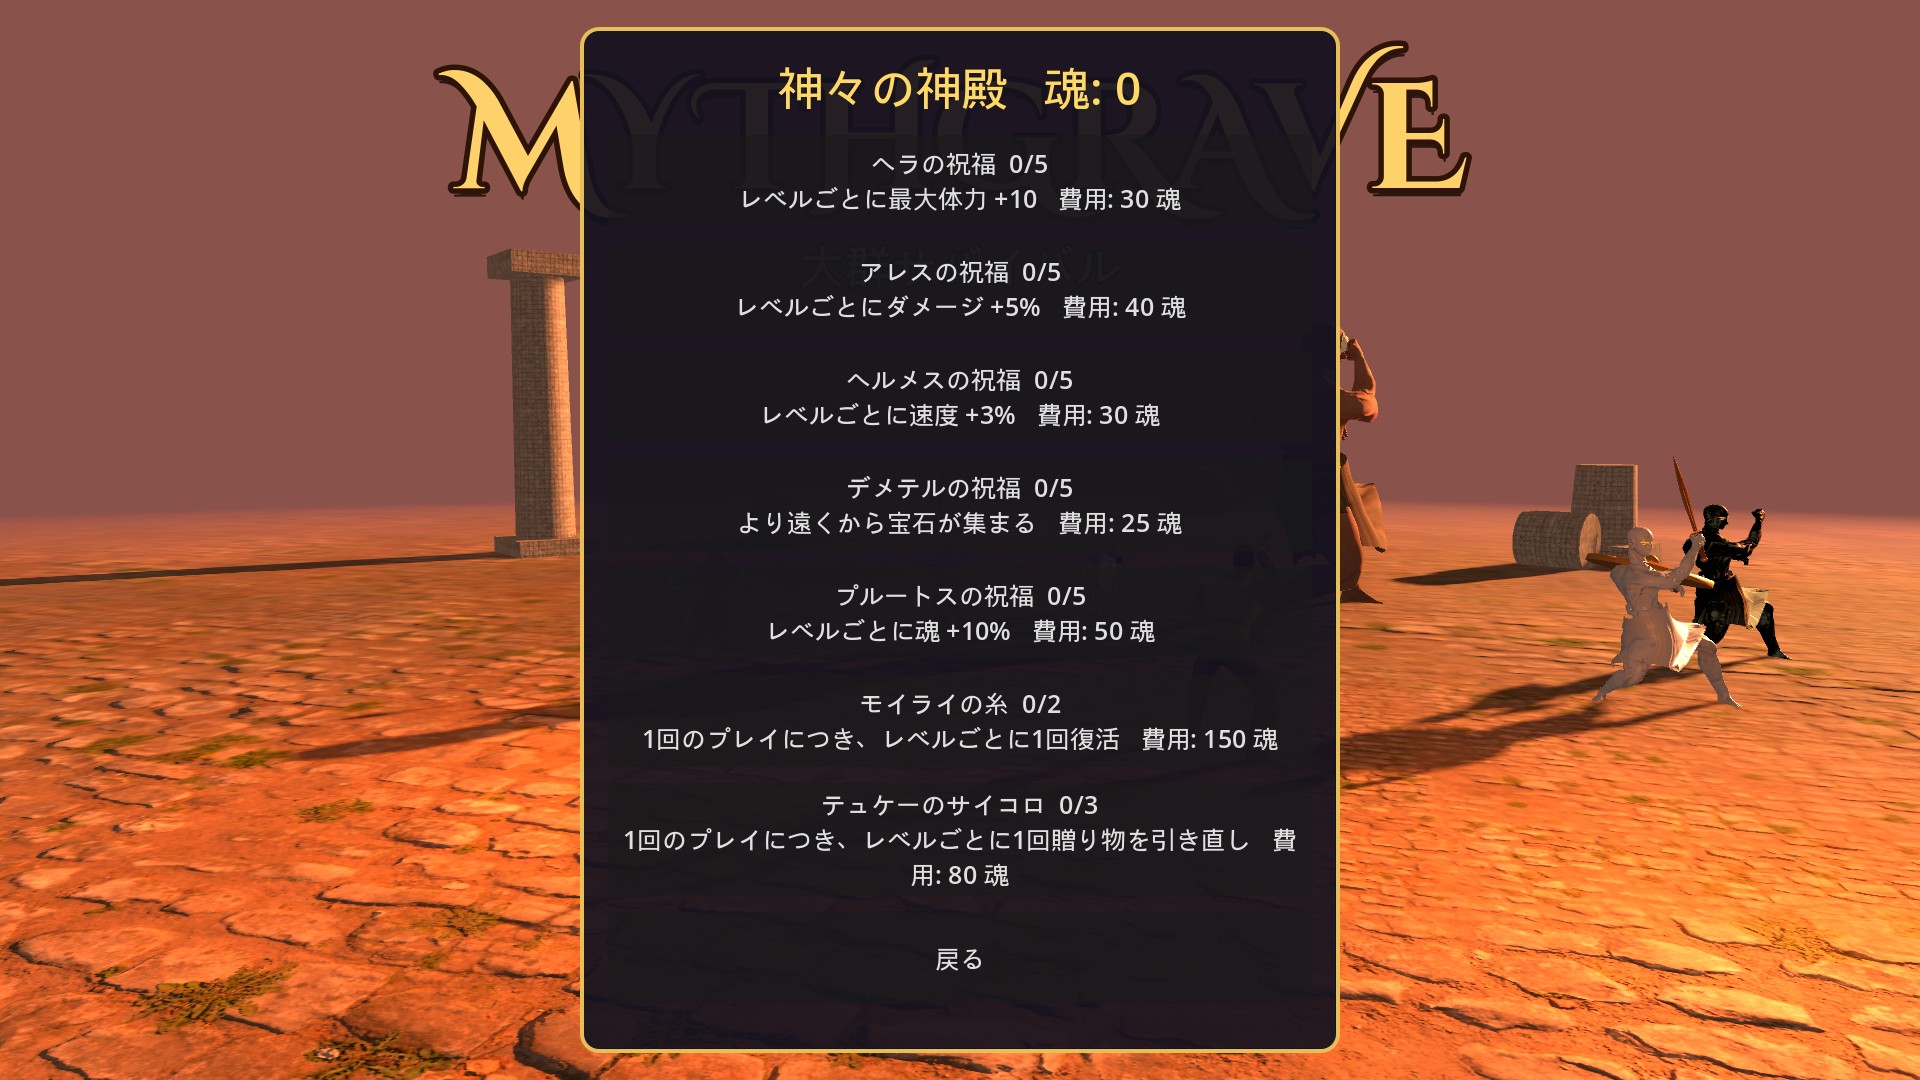 MYTHGRAVE
神々の神殿 魂: 0
大群サバイバル
ヘラの祝福 0/5
レベルごとに最大体力 +10 費用: 30 魂
アレスの祝福 0/5
レベルごとにダメージ +5% 費用: 40 魂
ヘルメスの祝福 0/5
レベルごとに速度 +3% 費用: 30 魂
デメテルの祝福 0/5
より遠くから宝石が集まる 費用: 25 魂
プルートスの祝福 0/5
レベルごとに魂 +10% 費用: 50 魂
モイライの糸 0/2
1回のプレイにつき、レベルごとに1回復活 費用: 150 魂
テュケーのサイコロ 0/3
1回のプレイにつき、レベルごとに1回贈り物を引き直し 費
用: 80 魂
戻る